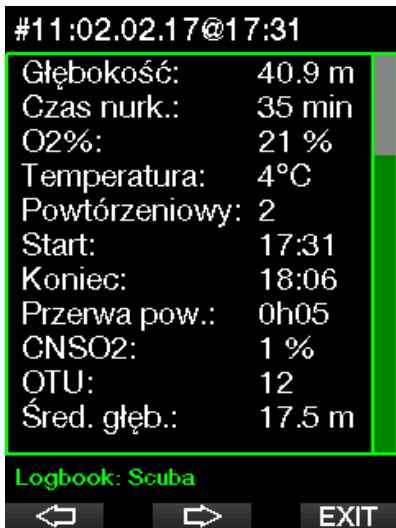 #11:02.02.17@17:31
Głębokość: 40.9 m
Czas nurk.: 35 min
O2%: 21 %
Temperatura: 4°C
Powtórzeniowy: 2
Start: 17:31
Koniec: 18:06
Przerwa pow.: 0h05
CNSO2: 1 %
OTU: 12
Śred. głęb.: 17.5 m
Logbook: Scuba
EXIT